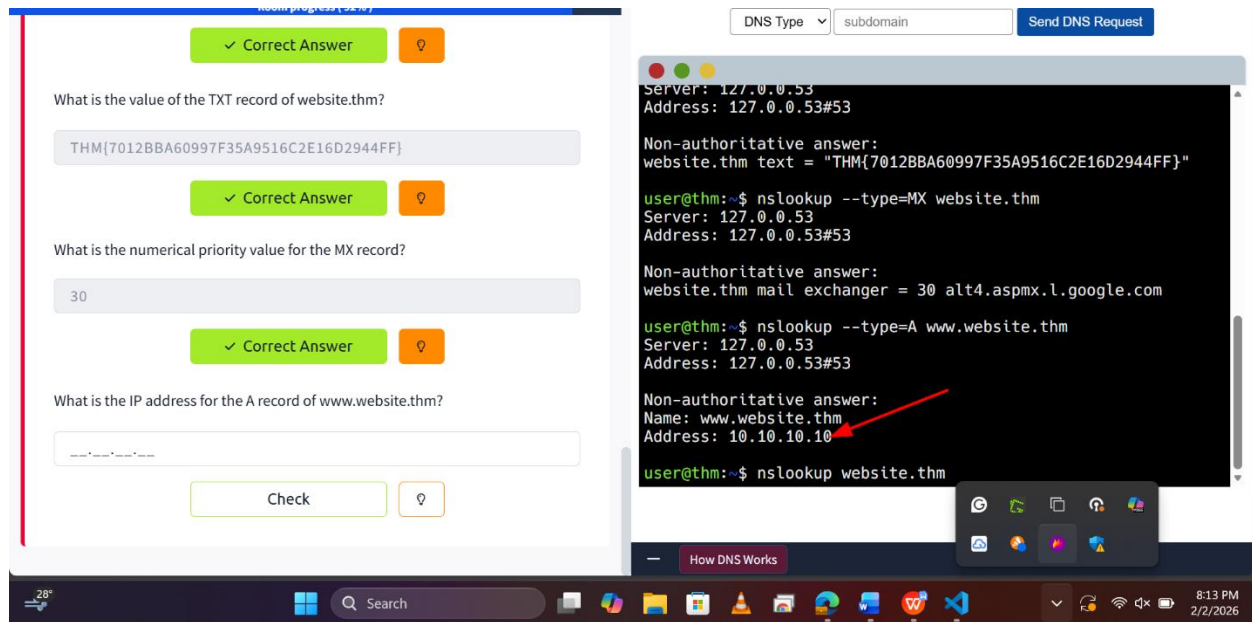 Room progress ( 92% )
✓ Correct Answer
What is the value of the TXT record of website.thm?
THM{7012BBA60997F35A9516C2E16D2944FF}
✓ Correct Answer
What is the numerical priority value for the MX record?
30
✓ Correct Answer
What is the IP address for the A record of www.website.thm?
__.__.__.__
Check
DNS Type
subdomain
Send DNS Request
Server: 127.0.0.53
Address: 127.0.0.53#53
Non-authoritative answer:
website.thm text = "THM{7012BBA60997F35A9516C2E16D2944FF}"
user@thm:~$ nslookup --type=MX website.thm
Server: 127.0.0.53
Address: 127.0.0.53#53
Non-authoritative answer:
website.thm mail exchanger = 30 alt4.aspmx.l.google.com
user@thm:~$ nslookup --type=A www.website.thm
Server: 127.0.0.53
Address: 127.0.0.53#53
Non-authoritative answer:
Name: www.website.thm
Address: 10.10.10.10
user@thm:~$ nslookup website.thm
How DNS Works
28°
Search
8:13 PM
2/2/2026